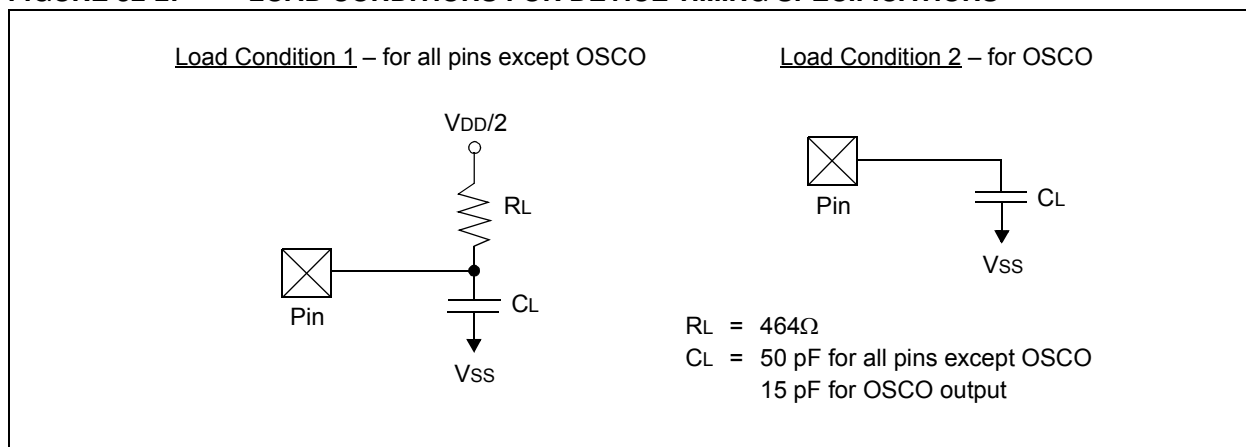 Load Condition 1 – for all pins except OSCO
Load Condition 2 – for OSCO
VDD/2
RL
Pin
CL
VSS
Pin
CL
VSS
RL = 464Ω
CL = 50 pF for all pins except OSCO
15 pF for OSCO output